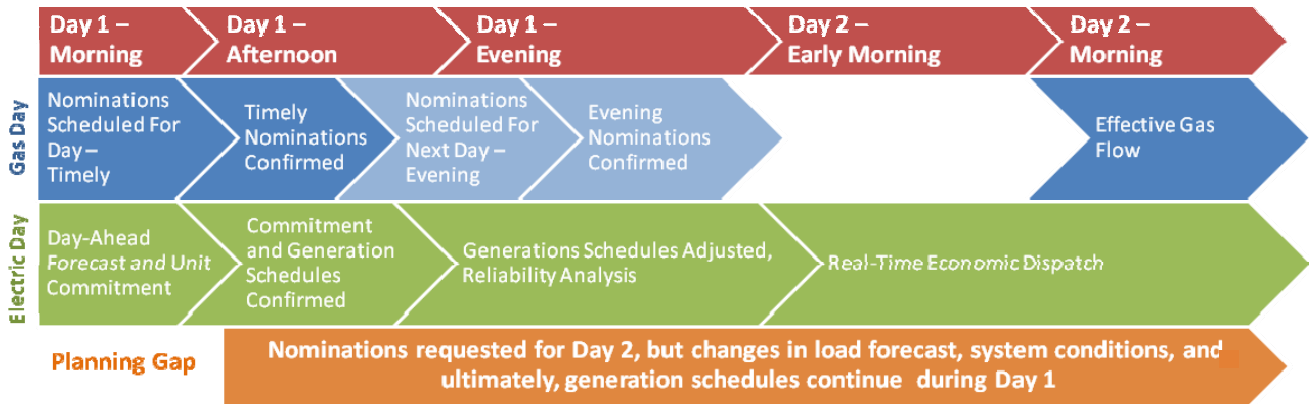 Day 1 –
Morning
Day 1 –
Afternoon
Day 1 –
Evening
Day 2 –
Early Morning
Day 2 –
Morning
Gas Day
Nominations
Scheduled For
Day –
Timely
Timely
Nominations
Confirmed
Nominations
Scheduled For
Next Day –
Evening
Evening
Nominations
Confirmed
Effective Gas
Flow
Electric Day
Day-Ahead
Forecast and Unit
Commitment
Commitment
and Generation
Schedules
Confirmed
Generations Schedules Adjusted,
Reliability Analysis
Real-Time Economic Dispatch
Planning Gap
Nominations requested for Day 2, but changes in load forecast, system conditions, and
ultimately, generation schedules continue during Day 1